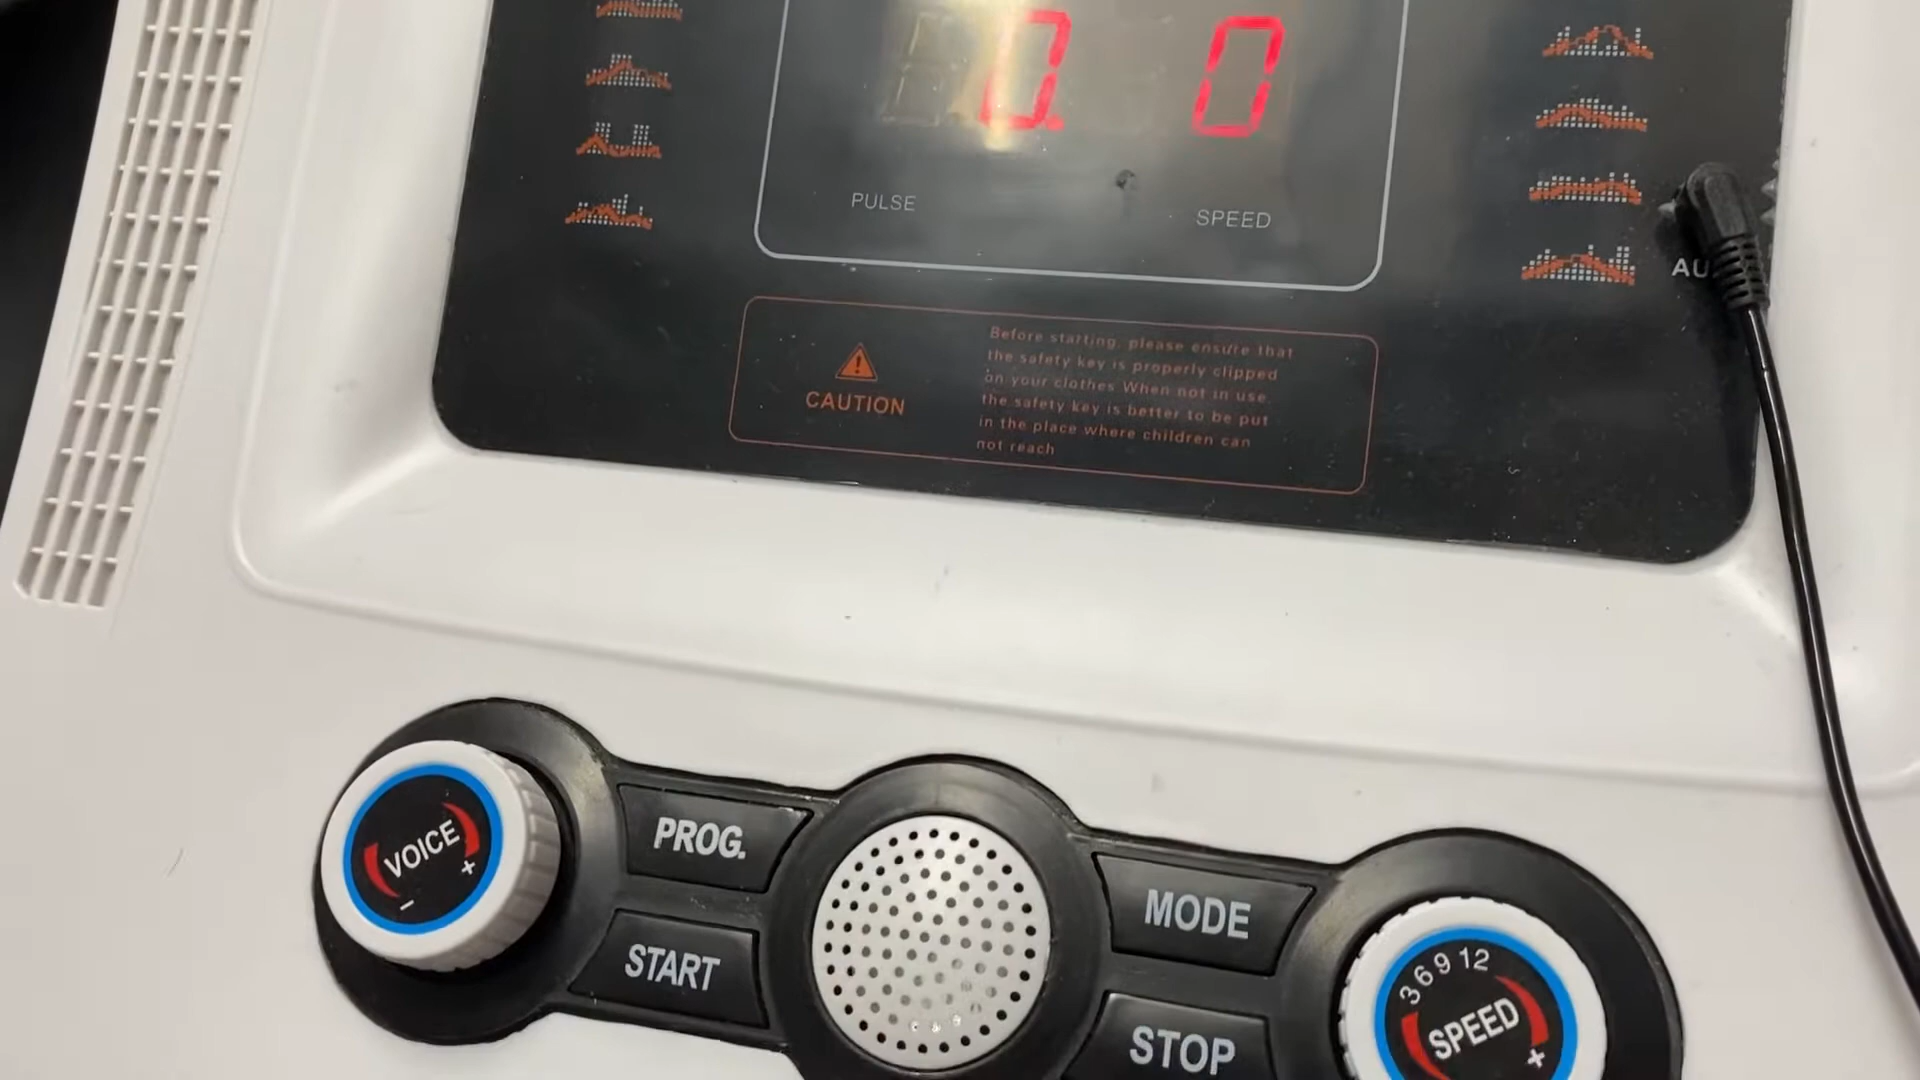 0.0
PULSE
SPEED
CAUTION
Before starting, please ensure that
the safety key is properly clipped
on your clothes When not in use
the safety key is better to be put
in the place where children can
not reach
VOICE
+
−
PROG.
START
MODE
STOP
3 6 9 12
SPEED
+